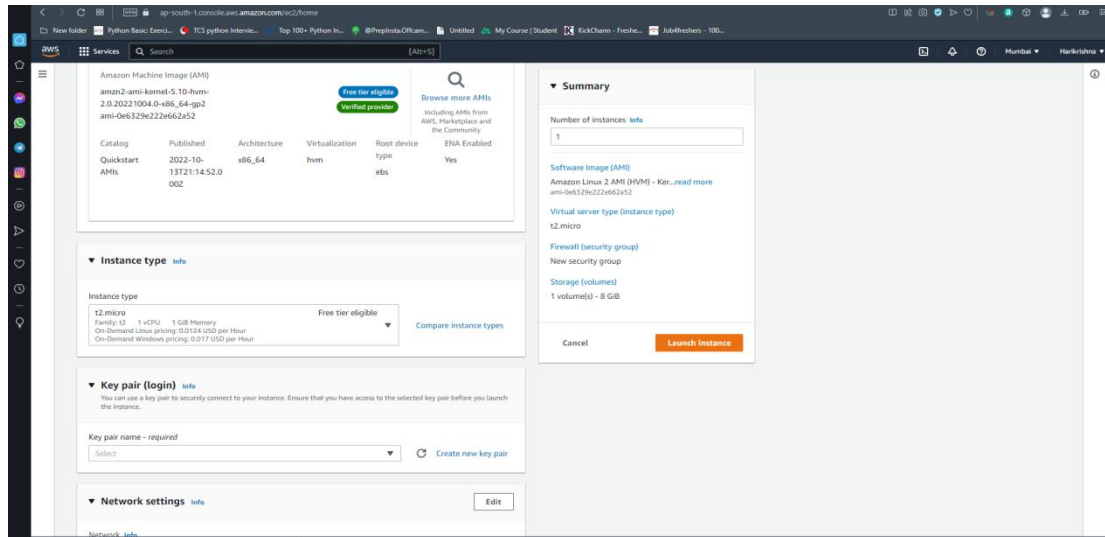 VPN ap-south-1.console.aws.amazon.com/ec2/home
New folder Python Basic: Exerci... TCS python Intervie... Top 100+ Python In... @PrepInsta.Offcam... Untitled My Course | Student KickCharm - Freshe... Job4freshers - 100...
aws Services Search [Alt+S] Mumbai Harikrishna
Amazon Machine Image (AMI)
amzn2-ami-kernel-5.10-hvm-
2.0.20221004.0-x86_64-gp2
ami-0e6329e222e662a52
Free tier eligible
Verified provider
Browse more AMIs
Including AMIs from
AWS, Marketplace and
the Community
Catalog Published Architecture Virtualization Root device type ENA Enabled
Quickstart AMIs 2022-10-13T21:14:52.000Z x86_64 hvm ebs Yes
Instance type Info
Instance type
t2.micro Free tier eligible
Family: t2 1 vCPU 1 GiB Memory
On-Demand Linux pricing: 0.0124 USD per Hour
On-Demand Windows pricing: 0.017 USD per Hour
Compare instance types
Key pair (login) Info
You can use a key pair to securely connect to your instance. Ensure that you have access to the selected key pair before you launch
the instance.
Key pair name - required
Select Create new key pair
Network settings Info Edit
Network Info
Summary
Number of instances Info
1
Software Image (AMI)
Amazon Linux 2 AMI (HVM) - Ker...read more
ami-0e6329e222e662a52
Virtual server type (instance type)
t2.micro
Firewall (security group)
New security group
Storage (volumes)
1 volume(s) - 8 GiB
Cancel Launch instance